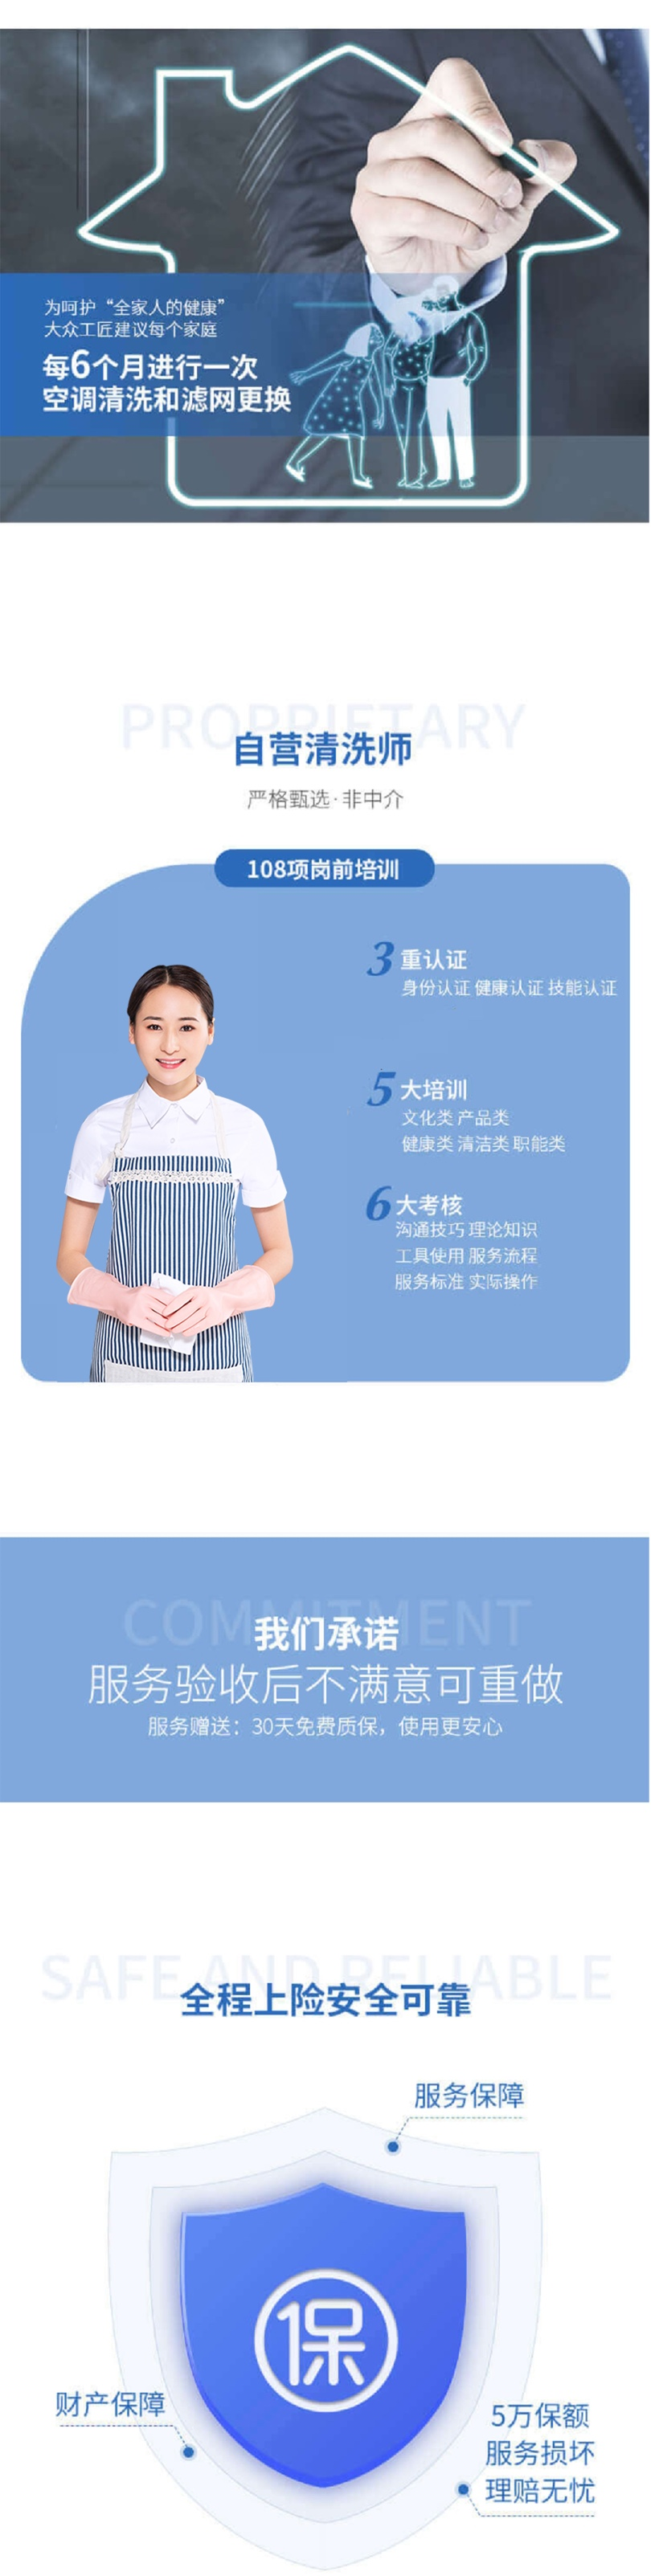 为呵护“全家人的健康”
大众工匠建议每个家庭
每6个月进行一次
空调清洗和滤网更换
PROPRIETARY
自营清洗师
严格甄选·非中介
108项岗前培训
3重认证
身份认证 健康认证 技能认证
5大培训
文化类 产品类
健康类 清洁类 职能类
6大考核
沟通技巧 理论知识
工具使用 服务流程
服务标准 实际操作
COMMITMENT
我们承诺
服务验收后不满意可重做
服务赠送：30天免费质保，使用更安心
SAFE AND RELIABLE
全程上险安全可靠
服务保障
保
财产保障
5万保额
服务损坏
理赔无忧